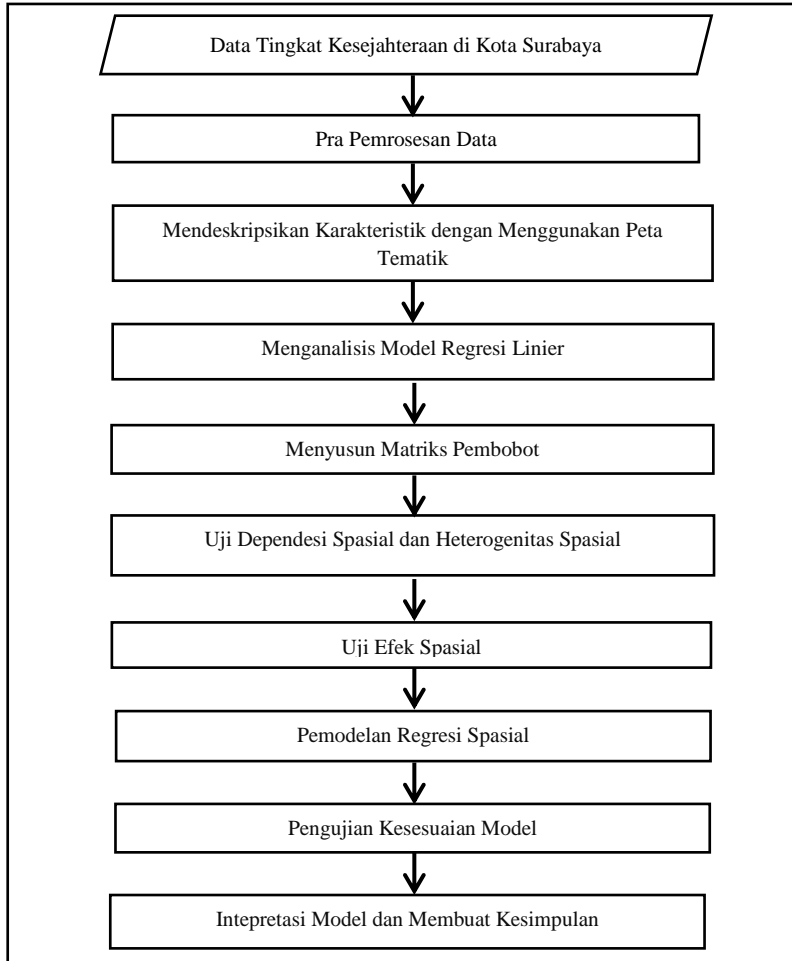 Data Tingkat Kesejahteraan di Kota Surabaya
Pra Pemrosesan Data
Mendeskripsikan Karakteristik dengan Menggunakan Peta
Tematik
Menganalisis Model Regresi Linier
Menyusun Matriks Pembobot
Uji Dependesi Spasial dan Heterogenitas Spasial
Uji Efek Spasial
Pemodelan Regresi Spasial
Pengujian Kesesuaian Model
Intepretasi Model dan Membuat Kesimpulan